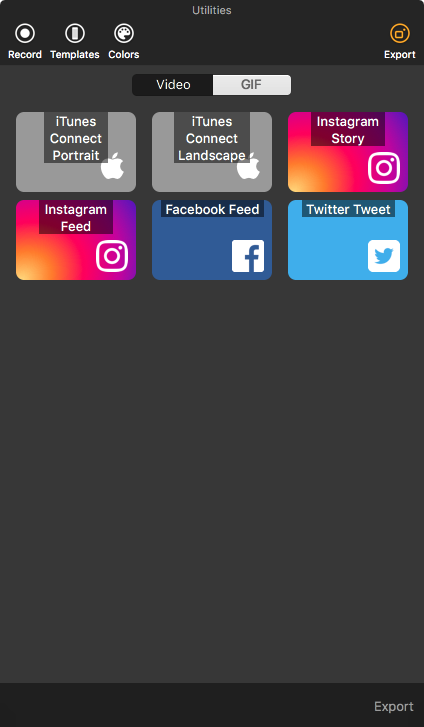 Utilities
Record
Templates
Colors
Export
Video
GIF
iTunes
Connect
Portrait
iTunes
Connect
Landscape
Instagram
Story
Instagram
Feed
Facebook Feed
Twitter Tweet
Export